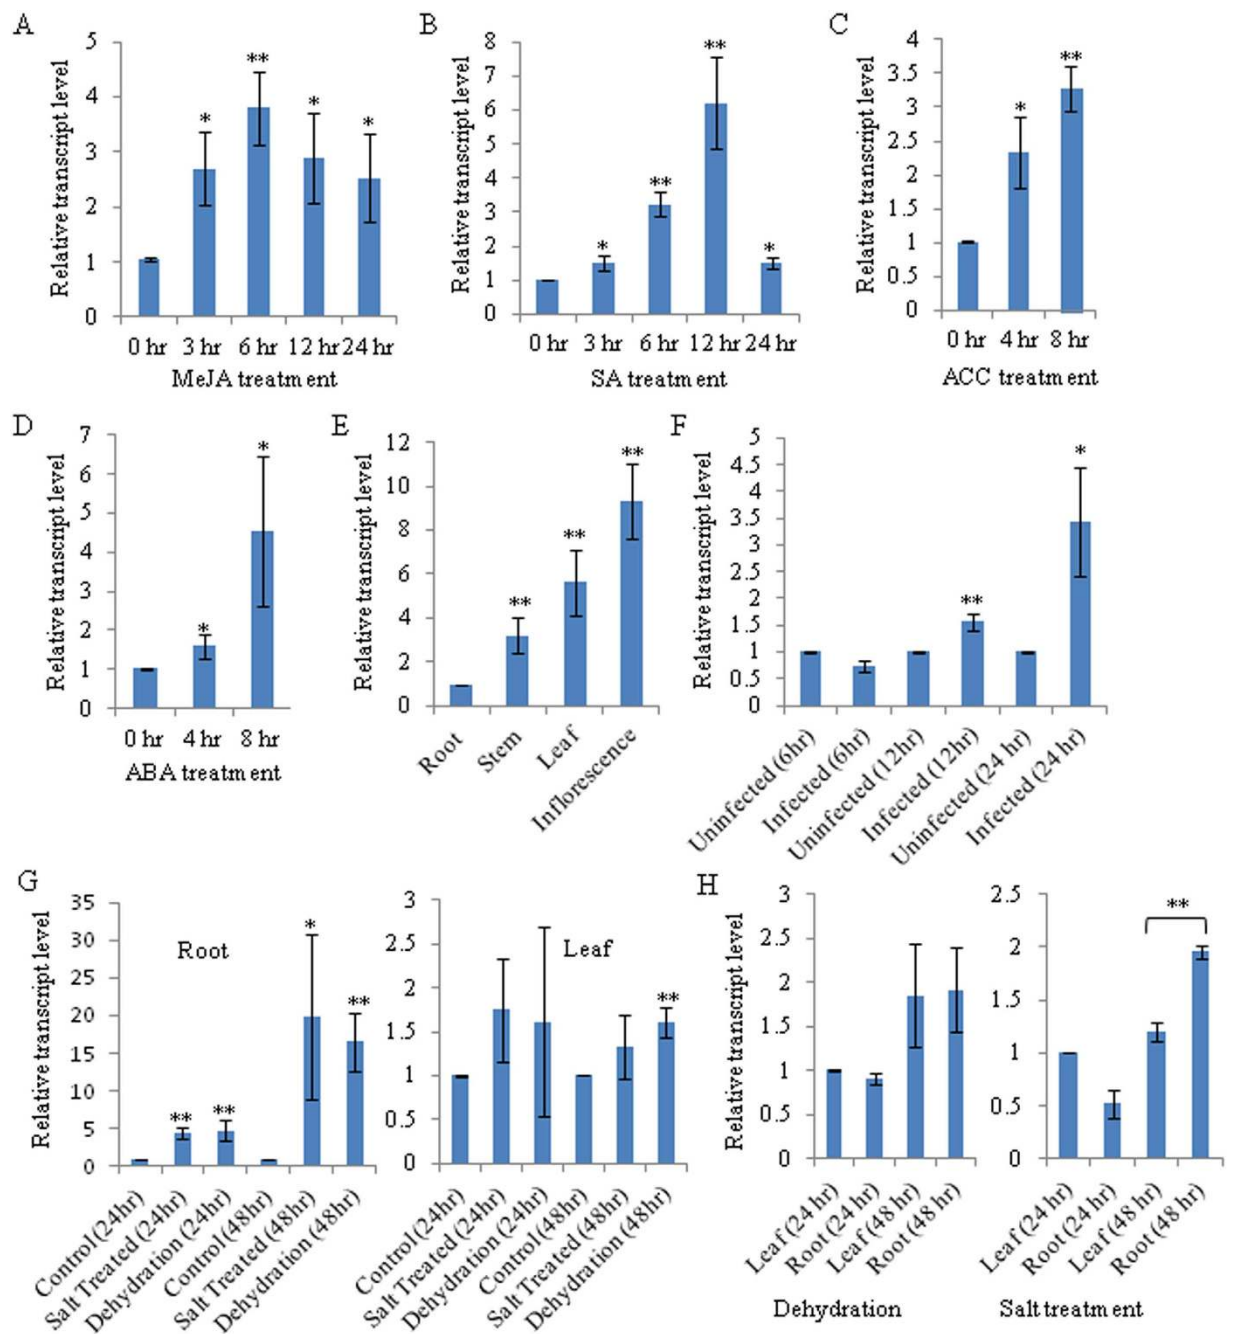 A
Relative transcript level
5
4
3
2
1
0
* ** * *
0 hr 3 hr 6 hr 12 hr 24 hr
MeJA treatment
B
Relative transcript level
8
7
6
5
4
3
2
1
0
* ** ** *
0 hr 3 hr 6 hr 12 hr 24 hr
SA treatment
C
Relative transcript level
4
3.5
3
2.5
2
1.5
1
0.5
0
* **
0 hr 4 hr 8 hr
ACC treatment
D
Relative transcript level
7
6
5
4
3
2
1
0
* *
0 hr 4 hr 8 hr
ABA treatment
E
Relative transcript level
12
10
8
6
4
2
0
** ** **
Root
Stem
Leaf
Inflorescence
F
Relative transcript level
5
4.5
4
3.5
3
2.5
2
1.5
1
0.5
0
** *
Uninfected (6hr)
Infected (6hr)
Uninfected (12hr)
Infected (12hr)
Uninfected (24 hr)
Infected (24 hr)
G
Relative transcript level
35
30
25
20
15
10
5
0
Root
** ** * **
Control (24hr)
Salt Treated (24hr)
Dehydration (24hr)
Control (48hr)
Salt Treated (48hr)
Dehydration (48hr)
3
2.5
2
1.5
1
0.5
0
Leaf
**
Control (24hr)
Salt Treated (24hr)
Dehydration (24hr)
Control (48hr)
Salt Treated (48hr)
Dehydration (48hr)
H
Relative transcript level
3
2.5
2
1.5
1
0.5
0
Leaf (24 hr)
Root (24 hr)
Leaf (48 hr)
Root (48 hr)
Dehydration
2.5
2
1.5
1
0.5
0
**
Leaf (24 hr)
Root (24 hr)
Leaf (48 hr)
Root (48 hr)
Salt treatment